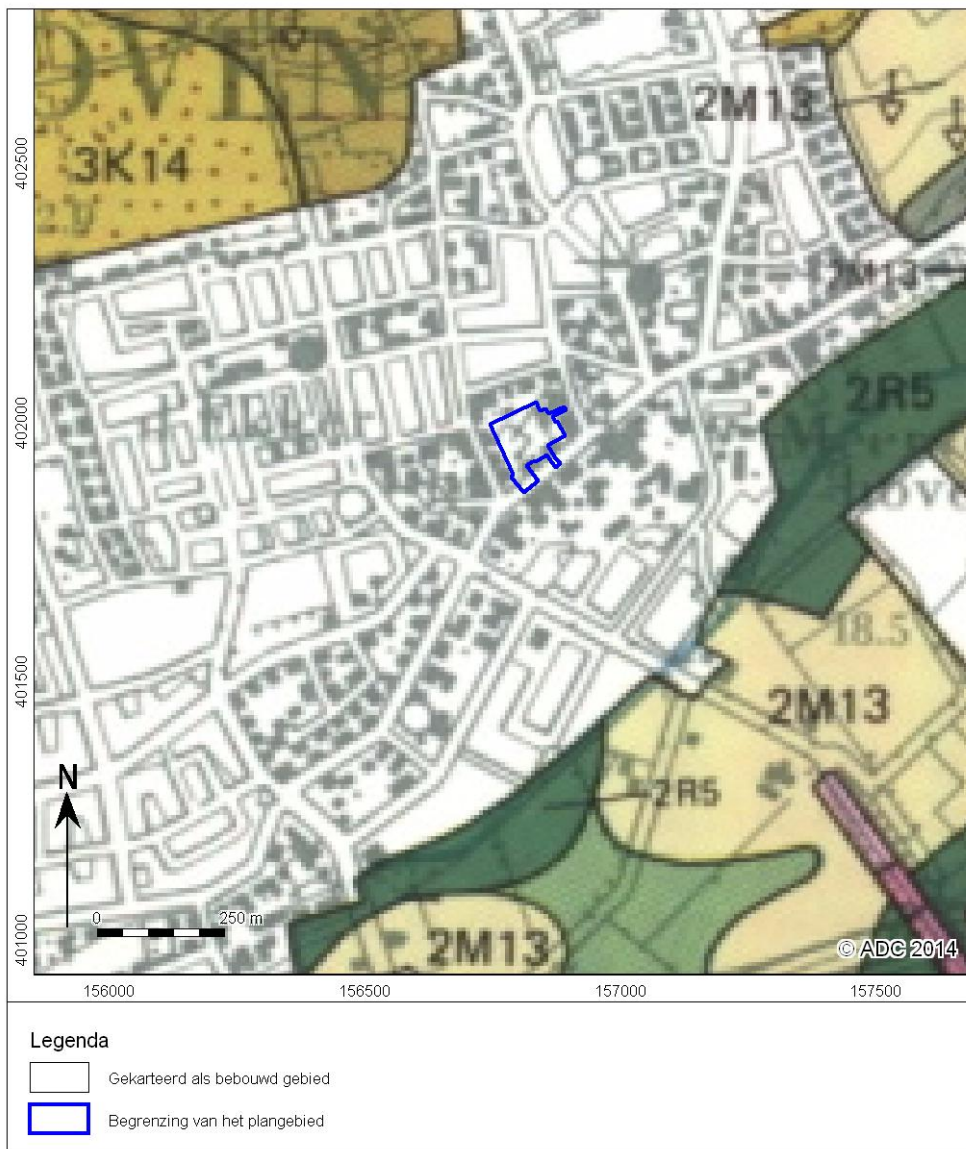 OVIN
2M13
3K14
2M13
2R5
18.5
2M13
2R5
2M13
402500
402000
401500
401000
N
0 250 m
© ADC 2014
156000 156500 157000 157500
Legenda
Gekarteerd als bebouwd gebied
Begrenzing van het plangebied